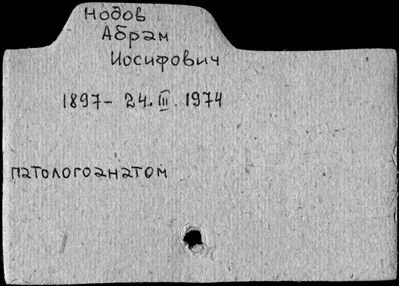 Нодов
Абрам
Иосифович
1897- 24.III.1974
патологоанатом